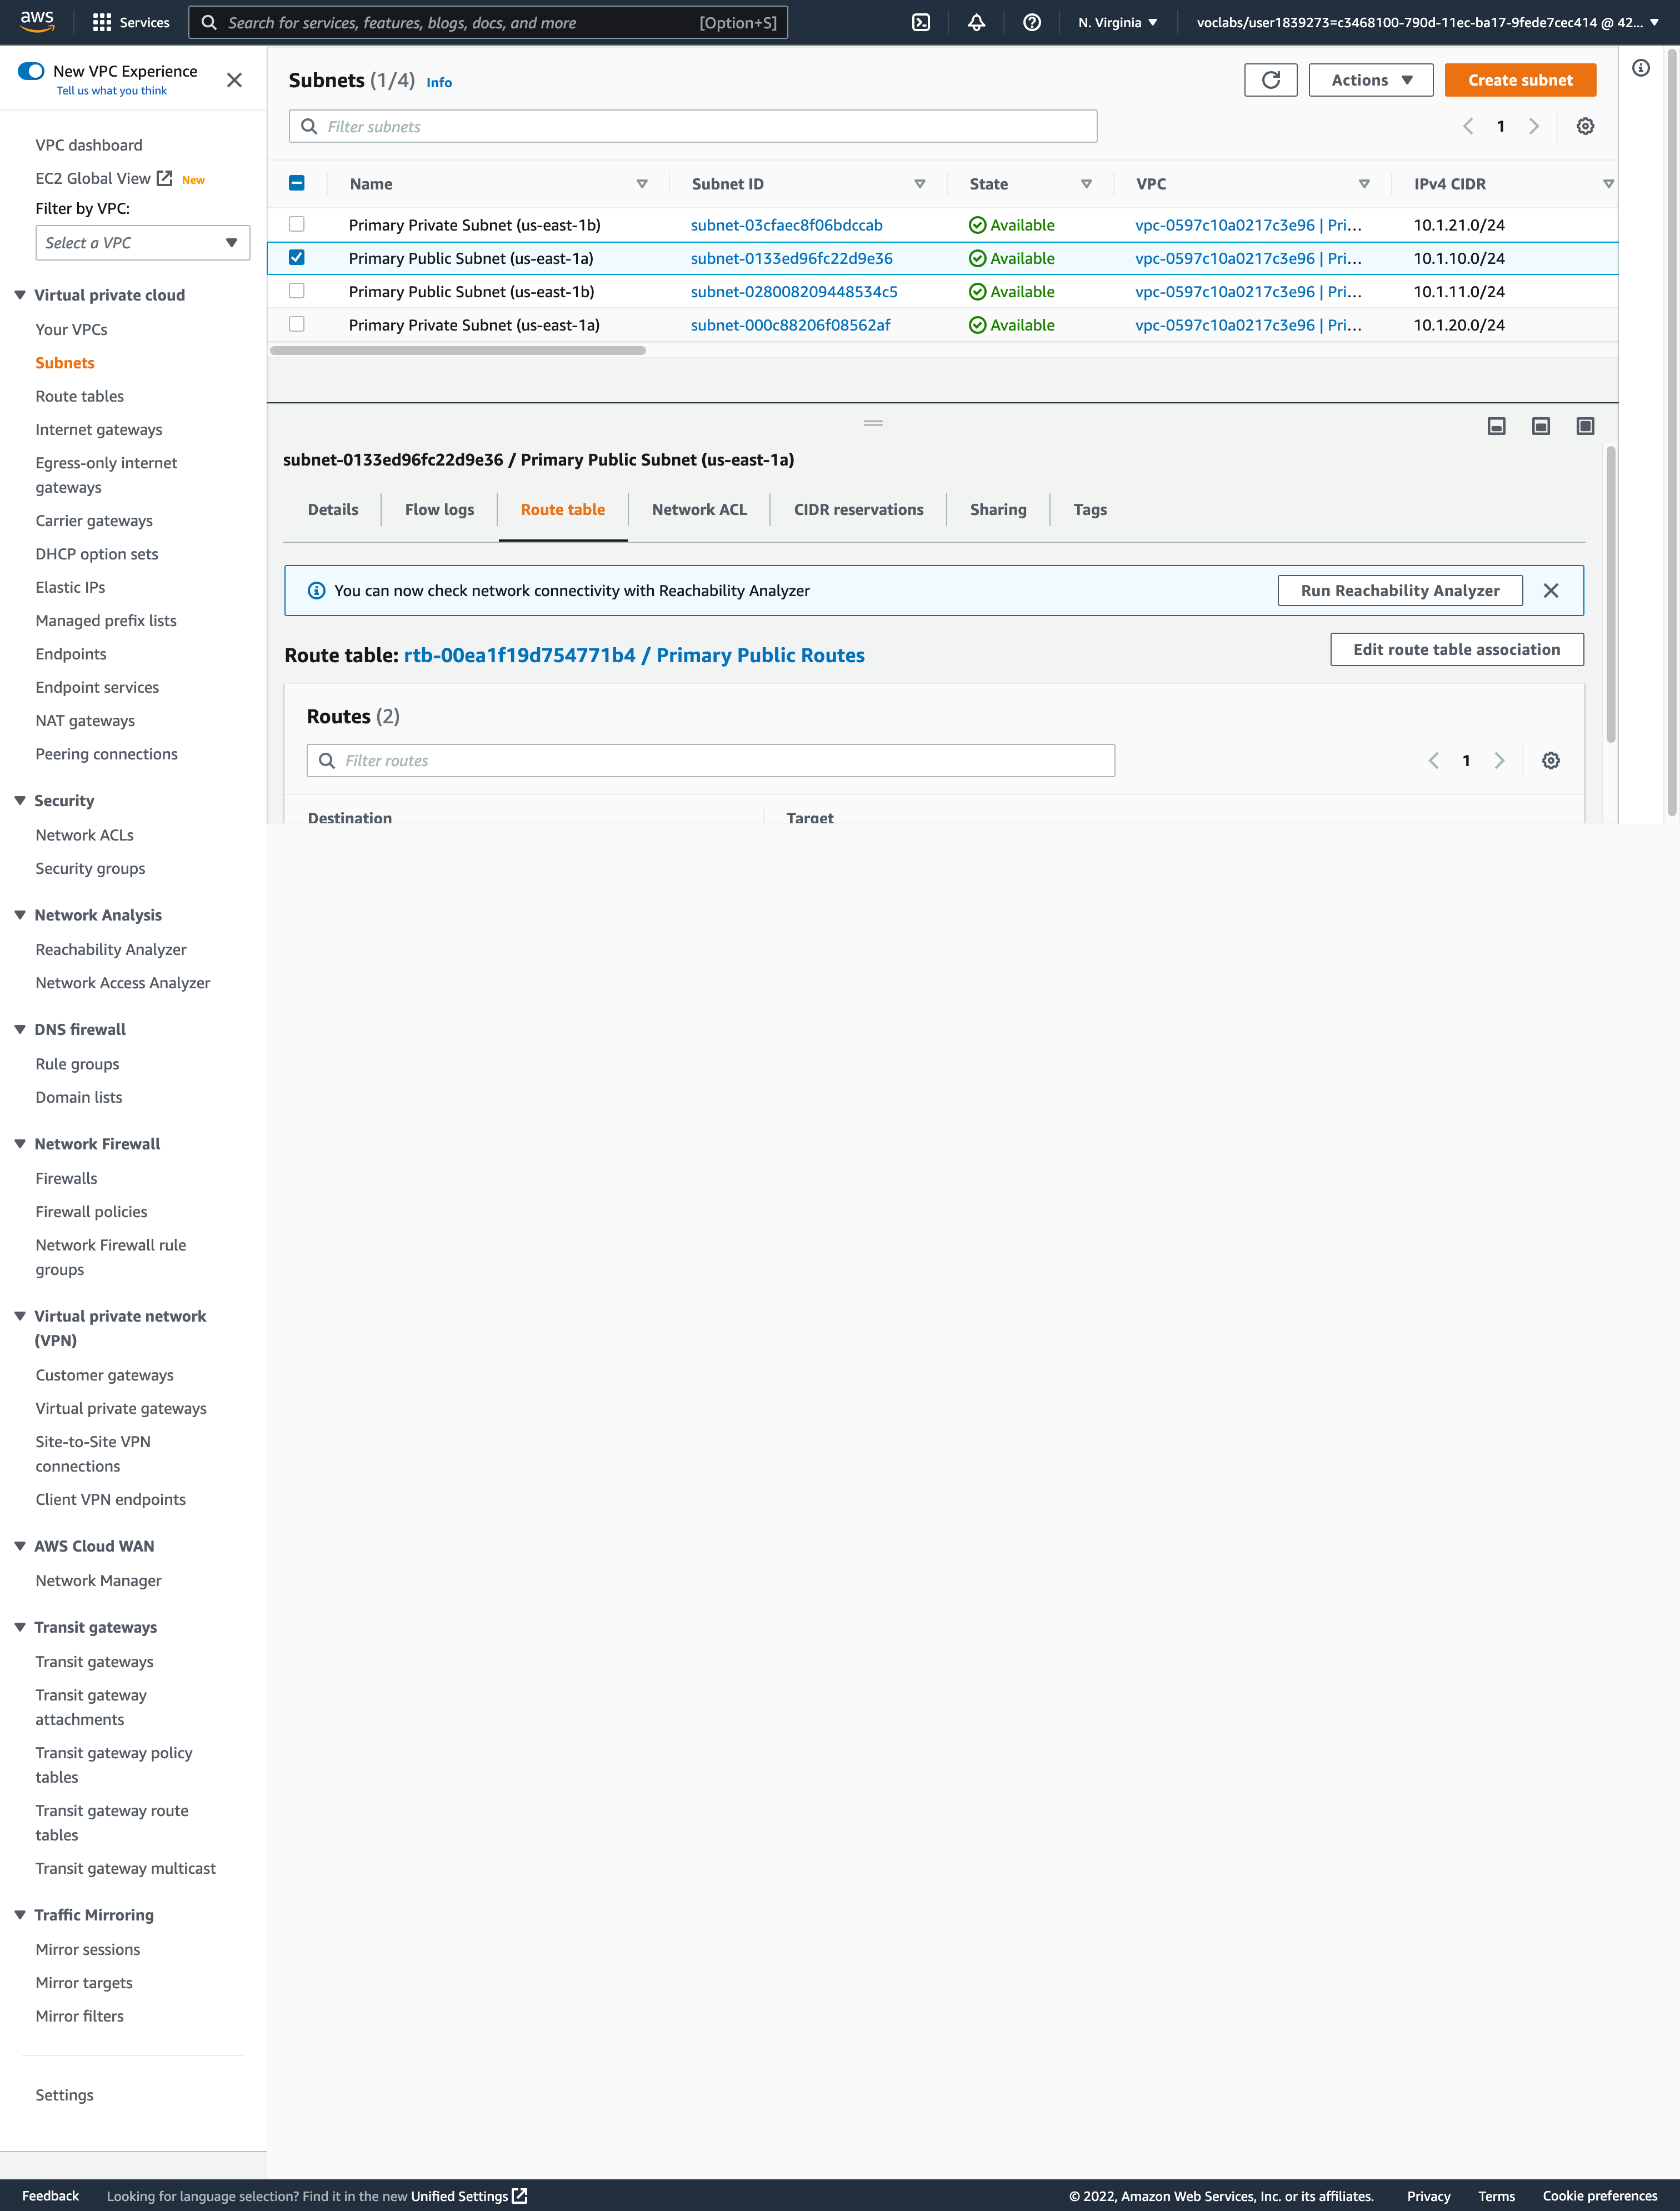 aws
Services
Search for services, features, blogs, docs, and more
[Option+S]
N. Virginia
voclabs/user1839273=c3468100-790d-11ec-ba17-9fede7cec414 @ 42...
New VPC Experience
Tell us what you think
VPC dashboard
EC2 Global View New
Filter by VPC:
Select a VPC
Virtual private cloud
Your VPCs
Subnets
Route tables
Internet gateways
Egress-only internet
gateways
Carrier gateways
DHCP option sets
Elastic IPs
Managed prefix lists
Endpoints
Endpoint services
NAT gateways
Peering connections
Security
Network ACLs
Security groups
Network Analysis
Reachability Analyzer
Network Access Analyzer
DNS firewall
Rule groups
Domain lists
Network Firewall
Firewalls
Firewall policies
Network Firewall rule
groups
Virtual private network
(VPN)
Customer gateways
Virtual private gateways
Site-to-Site VPN
connections
Client VPN endpoints
AWS Cloud WAN
Network Manager
Transit gateways
Transit gateways
Transit gateway
attachments
Transit gateway policy
tables
Transit gateway route
tables
Transit gateway multicast
Traffic Mirroring
Mirror sessions
Mirror targets
Mirror filters
Settings
Subnets (1/4) Info
Actions
Create subnet
Filter subnets
1
Name Subnet ID State VPC IPv4 CIDR
Primary Private Subnet (us-east-1b) subnet-03cfaec8f06bdccab Available vpc-0597c10a0217c3e96 | Pri... 10.1.21.0/24
Primary Public Subnet (us-east-1a) subnet-0133ed96fc22d9e36 Available vpc-0597c10a0217c3e96 | Pri... 10.1.10.0/24
Primary Public Subnet (us-east-1b) subnet-028008209448534c5 Available vpc-0597c10a0217c3e96 | Pri... 10.1.11.0/24
Primary Private Subnet (us-east-1a) subnet-000c88206f08562af Available vpc-0597c10a0217c3e96 | Pri... 10.1.20.0/24
subnet-0133ed96fc22d9e36 / Primary Public Subnet (us-east-1a)
Details Flow logs Route table Network ACL CIDR reservations Sharing Tags
You can now check network connectivity with Reachability Analyzer
Run Reachability Analyzer
Route table: rtb-00ea1f19d754771b4 / Primary Public Routes
Edit route table association
Routes (2)
Filter routes
1
Destination Target
Feedback Looking for language selection? Find it in the new Unified Settings
© 2022, Amazon Web Services, Inc. or its affiliates. Privacy Terms Cookie preferences